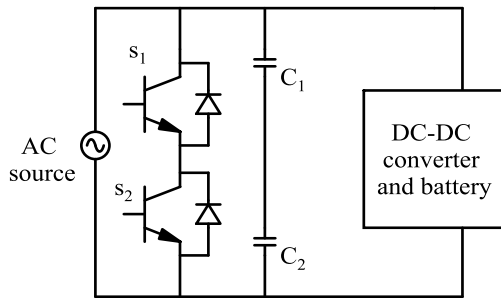 s1
C1
AC
source
DC-DC
converter
and battery
s2
C2